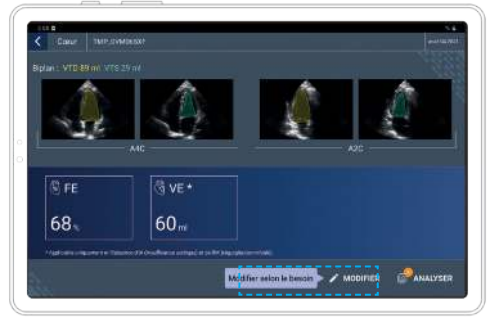 Cœur TMP_GVM0K6XP
Biplan : VTD 89 ml VTS 29 ml
A4C A2C
FE VE *
68 % 60 ml
Modifier selon le besoin MODIFIER ANALYSER